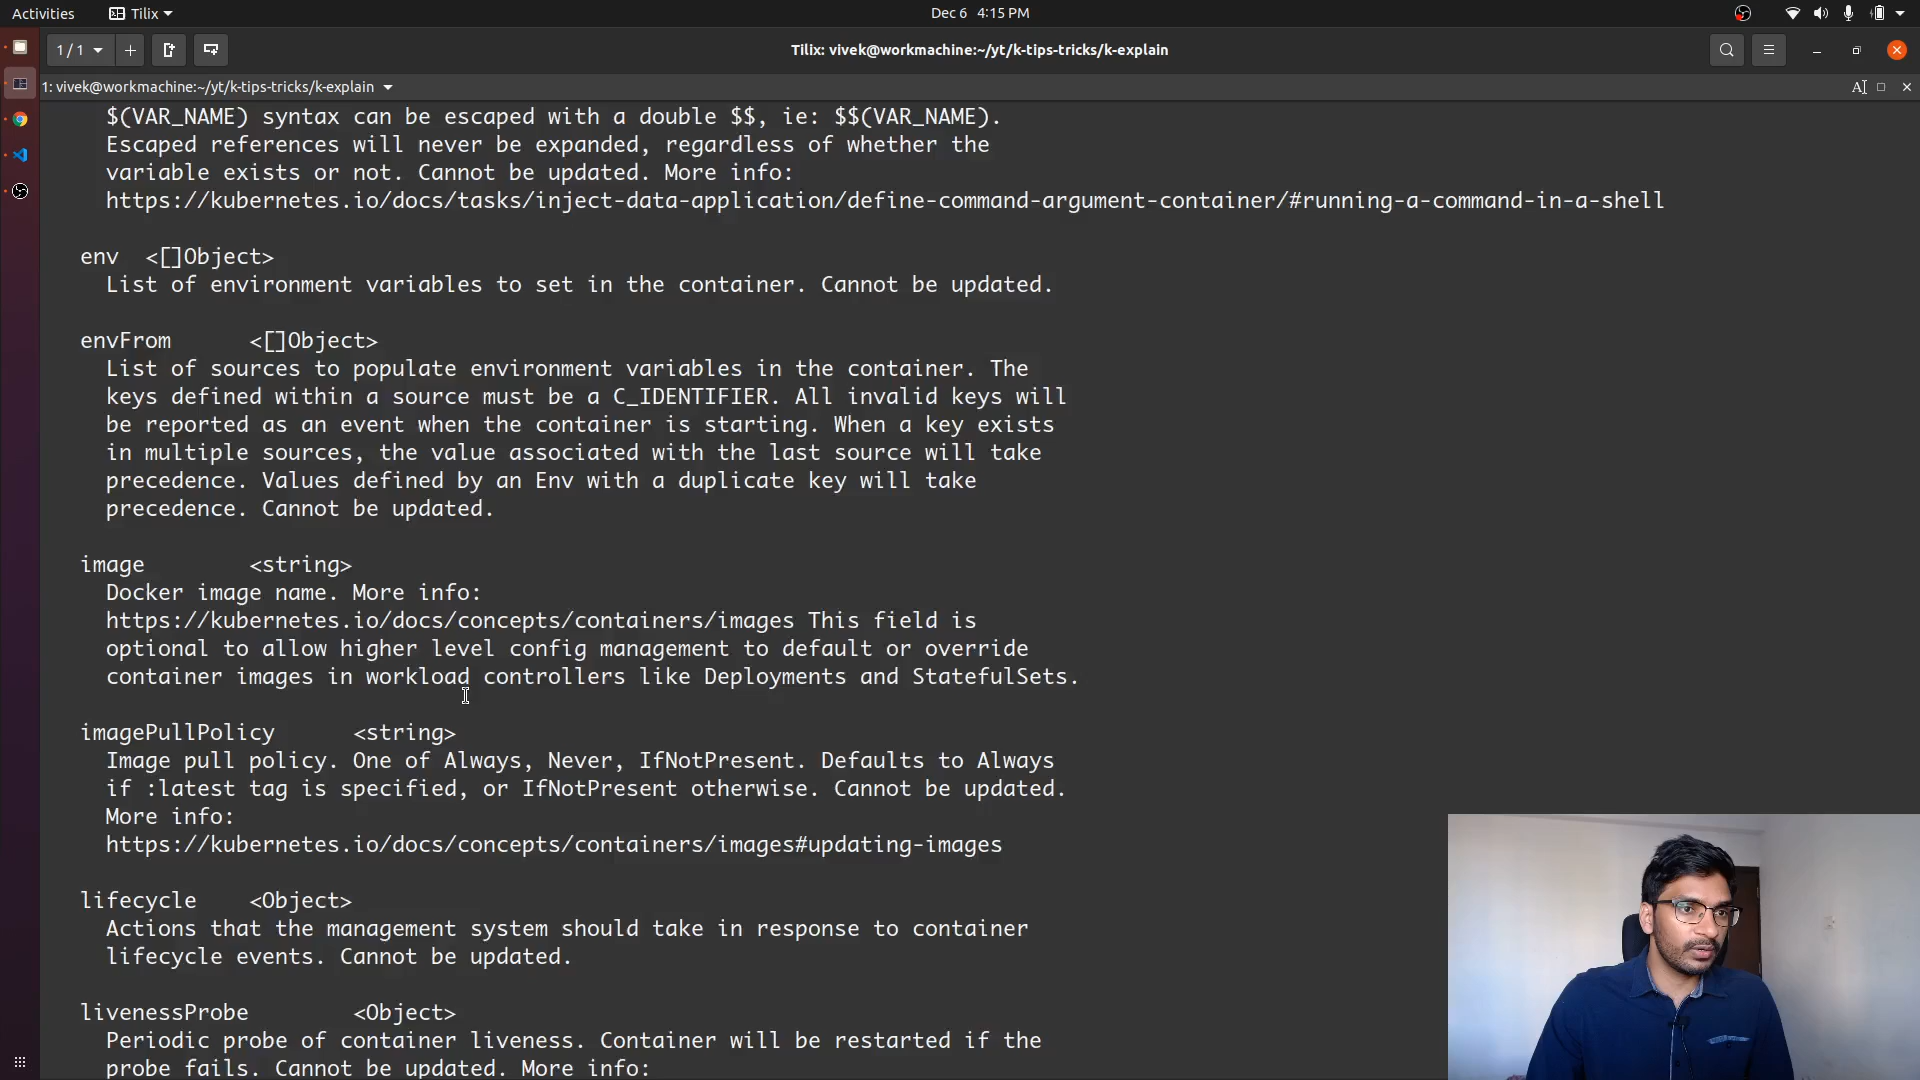 Activities
Tilix
Dec 6 4:15 PM
1 / 1
Tilix: vivek@workmachine:~/yt/k-tips-tricks/k-explain
1: vivek@workmachine:~/yt/k-tips-tricks/k-explain
$(VAR_NAME) syntax can be escaped with a double $$, ie: $$(VAR_NAME).
Escaped references will never be expanded, regardless of whether the
variable exists or not. Cannot be updated. More info:
https://kubernetes.io/docs/tasks/inject-data-application/define-command-argument-container/#running-a-command-in-a-shell
env <[]Object>
List of environment variables to set in the container. Cannot be updated.
envFrom <[]Object>
List of sources to populate environment variables in the container. The
keys defined within a source must be a C_IDENTIFIER. All invalid keys will
be reported as an event when the container is starting. When a key exists
in multiple sources, the value associated with the last source will take
precedence. Values defined by an Env with a duplicate key will take
precedence. Cannot be updated.
image <string>
Docker image name. More info:
https://kubernetes.io/docs/concepts/containers/images This field is
optional to allow higher level config management to default or override
container images in workload controllers like Deployments and StatefulSets.
imagePullPolicy <string>
Image pull policy. One of Always, Never, IfNotPresent. Defaults to Always
if :latest tag is specified, or IfNotPresent otherwise. Cannot be updated.
More info:
https://kubernetes.io/docs/concepts/containers/images#updating-images
lifecycle <Object>
Actions that the management system should take in response to container
lifecycle events. Cannot be updated.
livenessProbe <Object>
Periodic probe of container liveness. Container will be restarted if the
probe fails. Cannot be updated. More info: